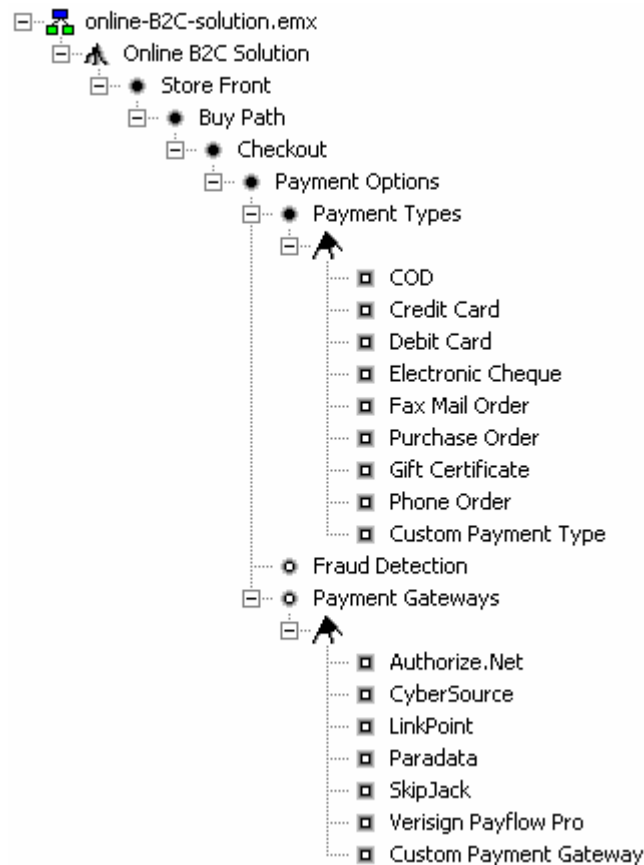 online-B2C-solution.emx
Online B2C Solution
Store Front
Buy Path
Checkout
Payment Options
Payment Types
COD
Credit Card
Debit Card
Electronic Cheque
Fax Mail Order
Purchase Order
Gift Certificate
Phone Order
Custom Payment Type
Fraud Detection
Payment Gateways
Authorize.Net
CyberSource
LinkPoint
Paradata
SkipJack
Verisign Payflow Pro
Custom Payment Gateway